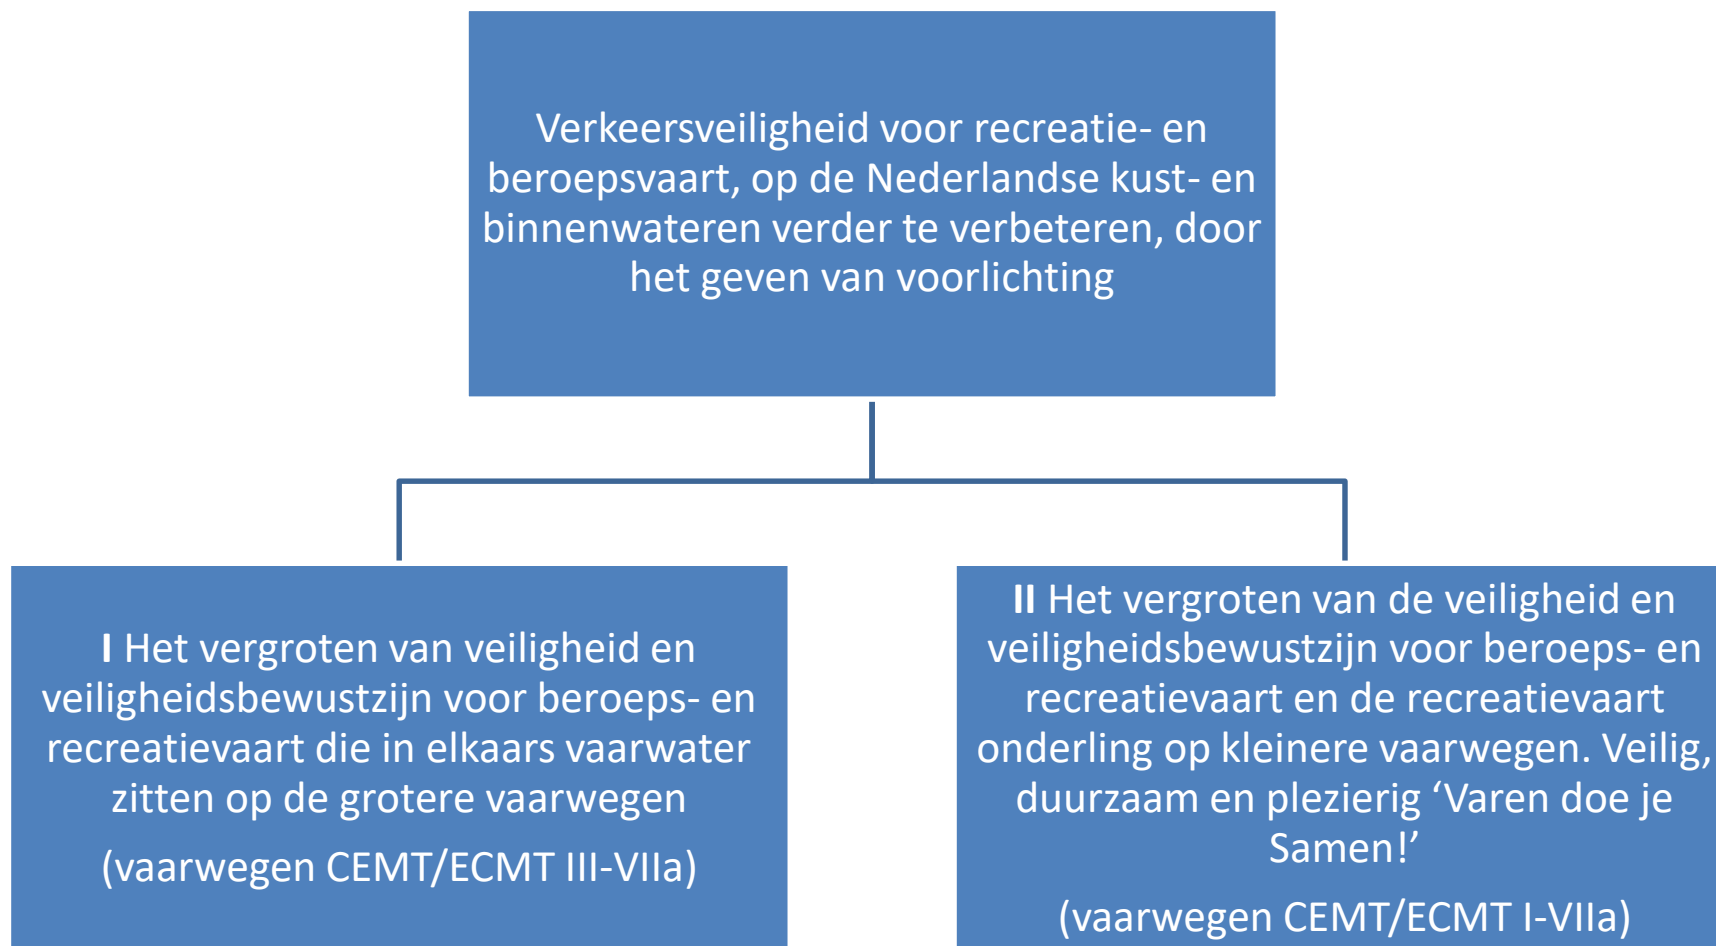 Verkeersveiligheid voor recreatie- en
beroepsvaart, op de Nederlandse kust- en
binnenwateren verder te verbeteren, door
het geven van voorlichting
I Het vergroten van veiligheid en
veiligheidsbewustzijn voor beroeps- en
recreatievaart die in elkaars vaarwater
zitten op de grotere vaarwegen
(vaarwegen CEMT/ECMT III-VIIa)
II Het vergroten van de veiligheid en
veiligheidsbewustzijn voor beroeps- en
recreatievaart en de recreatievaart
onderling op kleinere vaarwegen. Veilig,
duurzaam en plezierig ‘Varen doe je
Samen!’
(vaarwegen CEMT/ECMT I-VIIa)